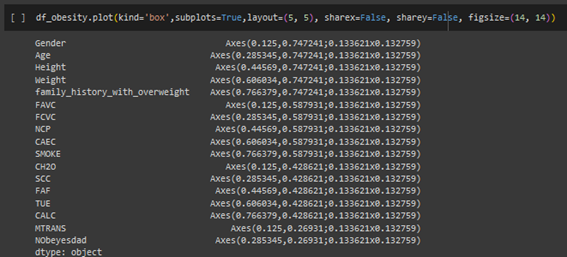 [ ] df_obesity.plot(kind='box',subplots=True,layout=(5, 5), sharex=False, sharey=False, figsize=(14, 14))
Gender Axes(0.125,0.747241;0.133621x0.132759)
Age Axes(0.285345,0.747241;0.133621x0.132759)
Height Axes(0.44569,0.747241;0.133621x0.132759)
Weight Axes(0.606034,0.747241;0.133621x0.132759)
family_history_with_overweight Axes(0.766379,0.747241;0.133621x0.132759)
FAVC Axes(0.125,0.587931;0.133621x0.132759)
FCVC Axes(0.285345,0.587931;0.133621x0.132759)
NCP Axes(0.44569,0.587931;0.133621x0.132759)
CAEC Axes(0.606034,0.587931;0.133621x0.132759)
SMOKE Axes(0.766379,0.587931;0.133621x0.132759)
CH2O Axes(0.125,0.428621;0.133621x0.132759)
SCC Axes(0.285345,0.428621;0.133621x0.132759)
FAF Axes(0.44569,0.428621;0.133621x0.132759)
TUE Axes(0.606034,0.428621;0.133621x0.132759)
CALC Axes(0.766379,0.428621;0.133621x0.132759)
MTRANS Axes(0.125,0.26931;0.133621x0.132759)
NObeyesdad Axes(0.285345,0.26931;0.133621x0.132759)
dtype: object